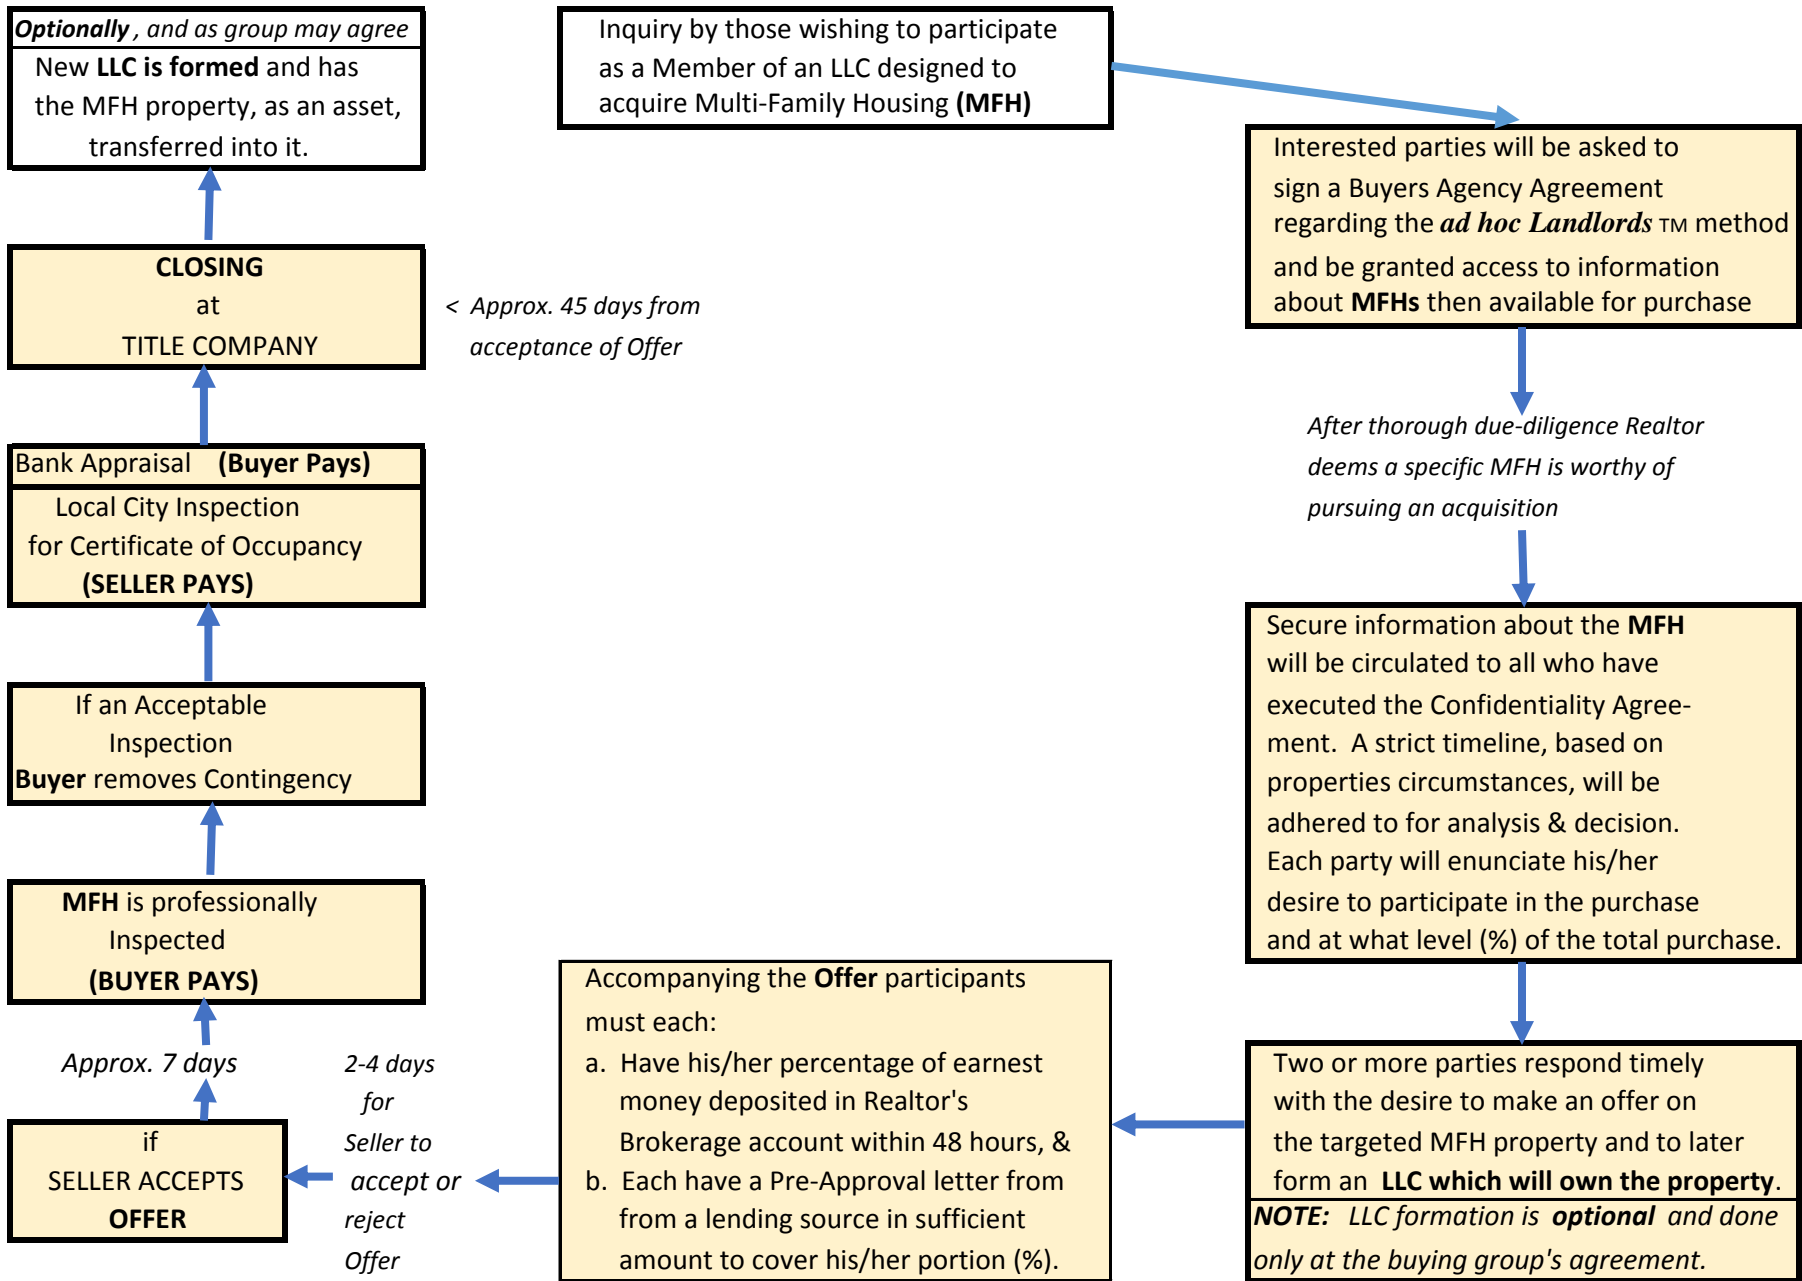 Inquiry by those wishing to participate
as a Member of an LLC designed to
acquire Multi-Family Housing (MFH)
Interested parties will be asked to
sign a Buyers Agency Agreement
regarding the ad hoc Landlords TM method
and be granted access to information
about MFHs then available for purchase
After thorough due-diligence Realtor
deems a specific MFH is worthy of
pursuing an acquisition
Secure information about the MFH
will be circulated to all who have
executed the Confidentiality Agree-
ment. A strict timeline, based on
properties circumstances, will be
adhered to for analysis & decision.
Each party will enunciate his/her
desire to participate in the purchase
and at what level (%) of the total purchase.
Two or more parties respond timely
with the desire to make an offer on
the targeted MFH property and to later
form an LLC which will own the property.
NOTE: LLC formation is optional and done
only at the buying group's agreement.
Accompanying the Offer participants
must each:
a. Have his/her percentage of earnest
money deposited in Realtor's
Brokerage account within 48 hours, &
b. Each have a Pre-Approval letter from
from a lending source in sufficient
amount to cover his/her portion (%).
2-4 days
for
Seller to
accept or
reject
Offer
if
SELLER ACCEPTS
OFFER
Approx. 7 days
MFH is professionally
Inspected
(BUYER PAYS)
If an Acceptable
Inspection
Buyer removes Contingency
Bank Appraisal (Buyer Pays)
Local City Inspection
for Certificate of Occupancy
(SELLER PAYS)
CLOSING
at
TITLE COMPANY
< Approx. 45 days from
acceptance of Offer
Optionally, and as group may agree
New LLC is formed and has
the MFH property, as an asset,
transferred into it.